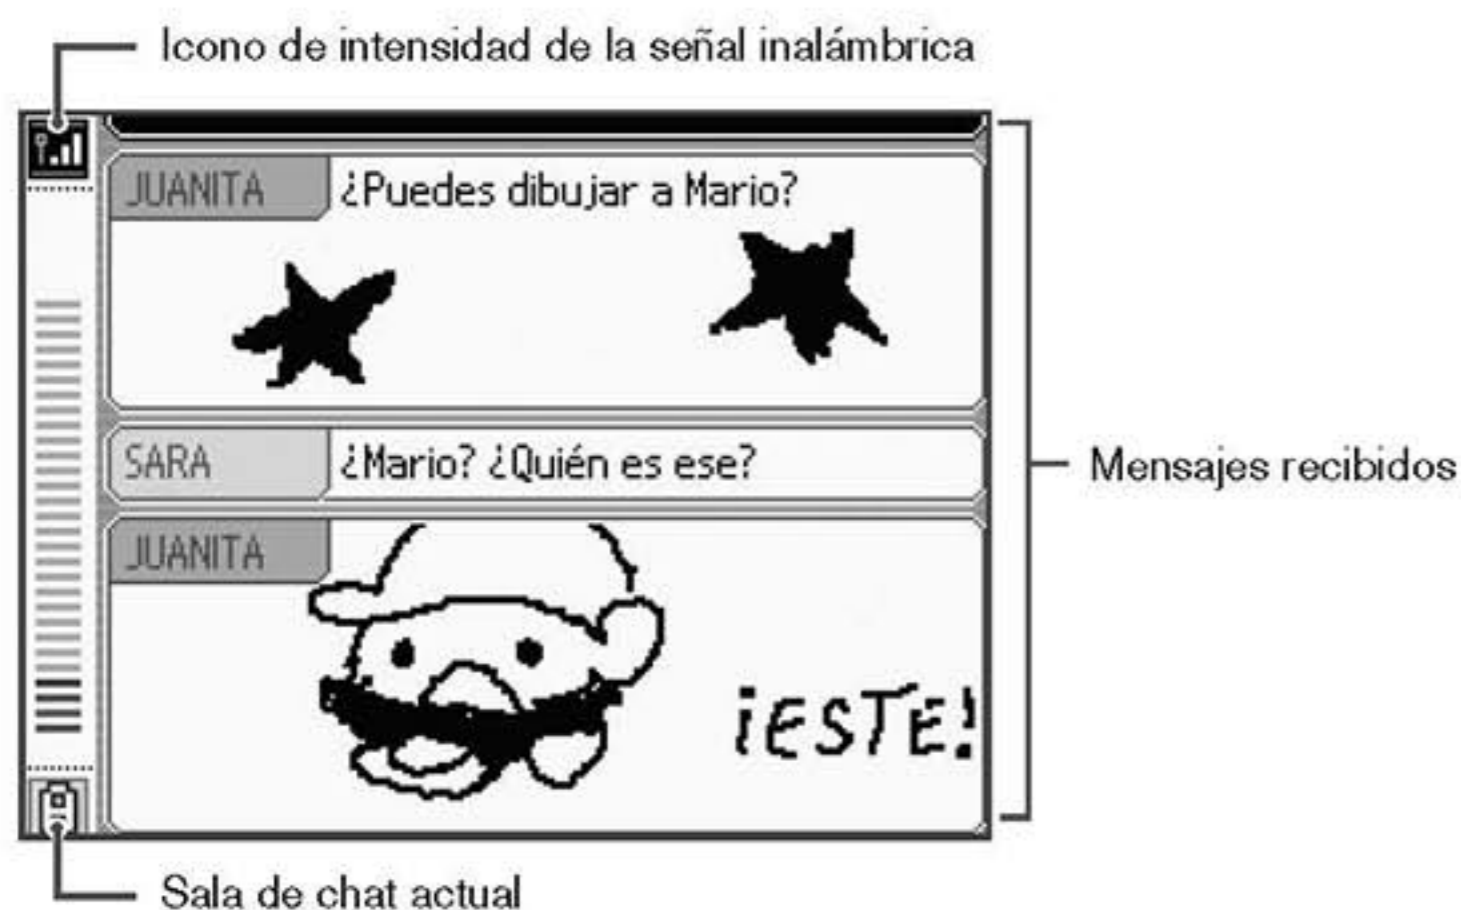 Icono de intensidad de la señal inalámbrica
JUANITA ¿Puedes dibujar a Mario?
SARA ¿Mario? ¿Quién es ese?
Mensajes recibidos
JUANITA
¡ESTE!
Sala de chat actual